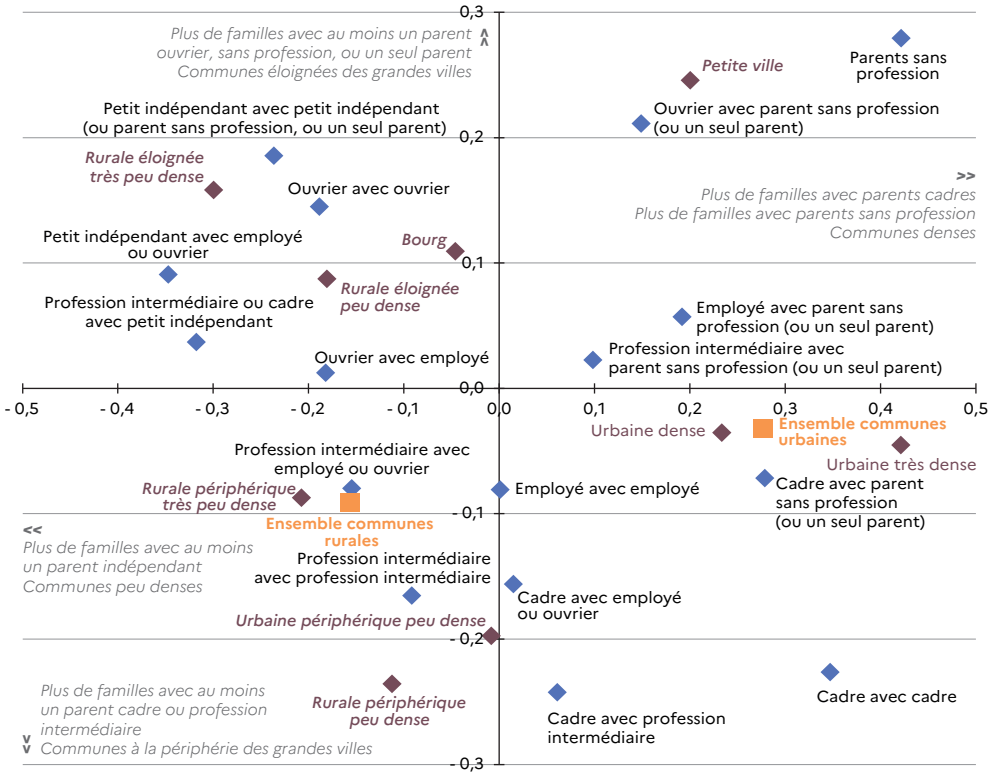 0,3
Plus de familles avec au moins un parent
ouvrier, sans profession, ou un seul parent
Communes éloignées des grandes villes
>>
Parents sans
profession
Petite ville
Petit indépendant avec petit indépendant
(ou parent sans profession, ou un seul parent)
Ouvrier avec parent sans profession
(ou un seul parent)
0,2
Rurale éloignée
très peu dense
Ouvrier avec ouvrier
>>
Plus de familles avec parents cadres
Plus de familles avec parents sans profession
Communes denses
Petit indépendant avec employé
ou ouvrier
Bourg
0,1
Rurale éloignée
peu dense
Profession intermédiaire ou cadre
avec petit indépendant
Employé avec parent sans
profession (ou un seul parent)
Ouvrier avec employé
Profession intermédiaire avec
parent sans profession (ou un seul parent)
0,0
- 0,5
- 0,4
- 0,3
- 0,2
- 0,1
0,0
0,1
0,2
0,3
0,4
0,5
Urbaine dense
Ensemble communes
urbaines
Urbaine très dense
Profession intermédiaire avec
employé ou ouvrier
Rurale périphérique
très peu dense
Employé avec employé
Cadre avec parent
sans profession
(ou un seul parent)
- 0,1
Ensemble communes
rurales
<<
Plus de familles avec au moins
un parent indépendant
Communes peu denses
Profession intermédiaire
avec profession intermédiaire
Cadre avec employé
ou ouvrier
Urbaine périphérique peu dense
- 0,2
Plus de familles avec au moins
un parent cadre ou profession
intermédiaire
>> Communes à la périphérie des grandes villes
Rurale périphérique
peu dense
Cadre avec profession
intermédiaire
Cadre avec cadre
- 0,3